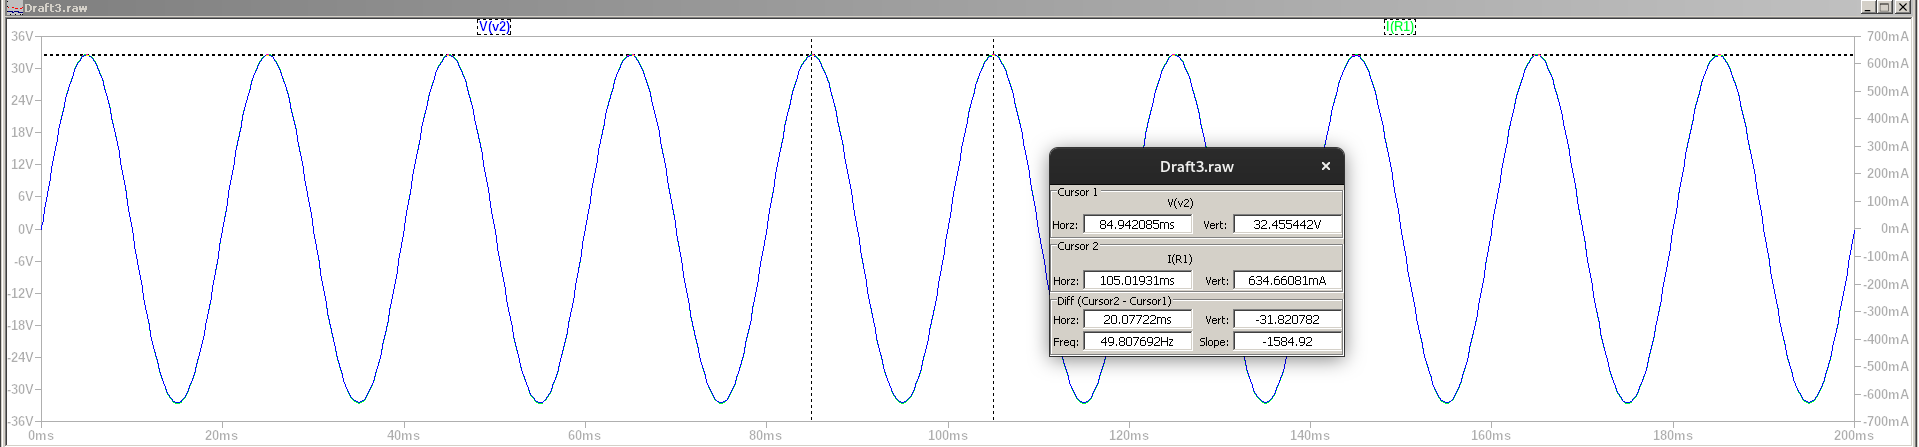 Draft3.raw
V(v2) I(R1)
36V 700mA
30V 600mA
24V 500mA
18V 400mA
12V 300mA
6V 200mA
0V 100mA
-6V 0mA
-12V -100mA
-18V -200mA
-24V -300mA
-30V -400mA
-36V -500mA
-600mA
-700mA
0ms 20ms 40ms 60ms 80ms 100ms 120ms 140ms 160ms 180ms 200ms
Draft3.raw
Cursor 1
V(v2)
Horz: 84.942085ms Vert: 32.455442V
Cursor 2
I(R1)
Horz: 105.01931ms Vert: 634.66081mA
Diff (Cursor2 - Cursor1)
Horz: 20.07722ms Vert: -31.820782
Freq: 49.807692Hz Slope: -1584.92